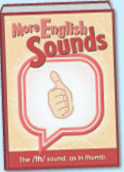 More English
Sounds
The /th/ sound, as in thumb.